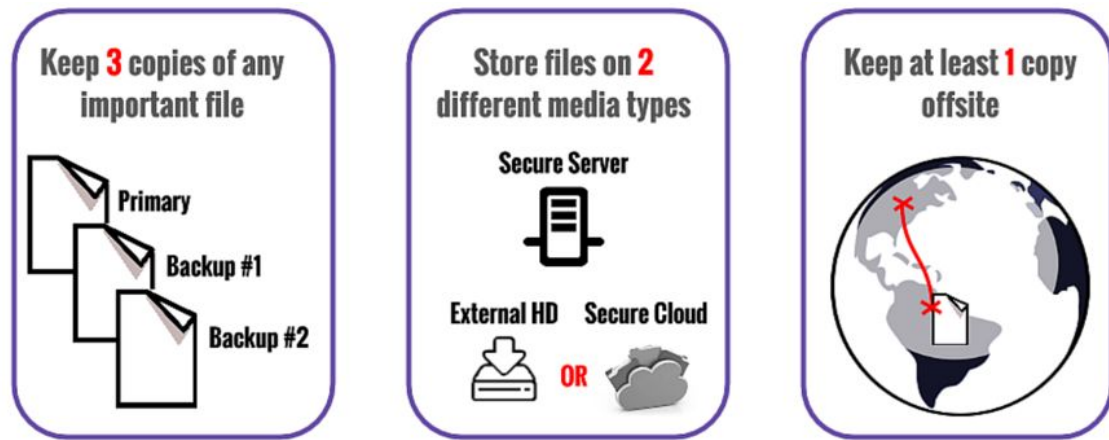 Keep 3 copies of any
important file
Primary
Backup #1
Backup #2
Store files on 2
different media types
Secure Server
External HD
Secure Cloud
OR
Keep at least 1 copy
offsite